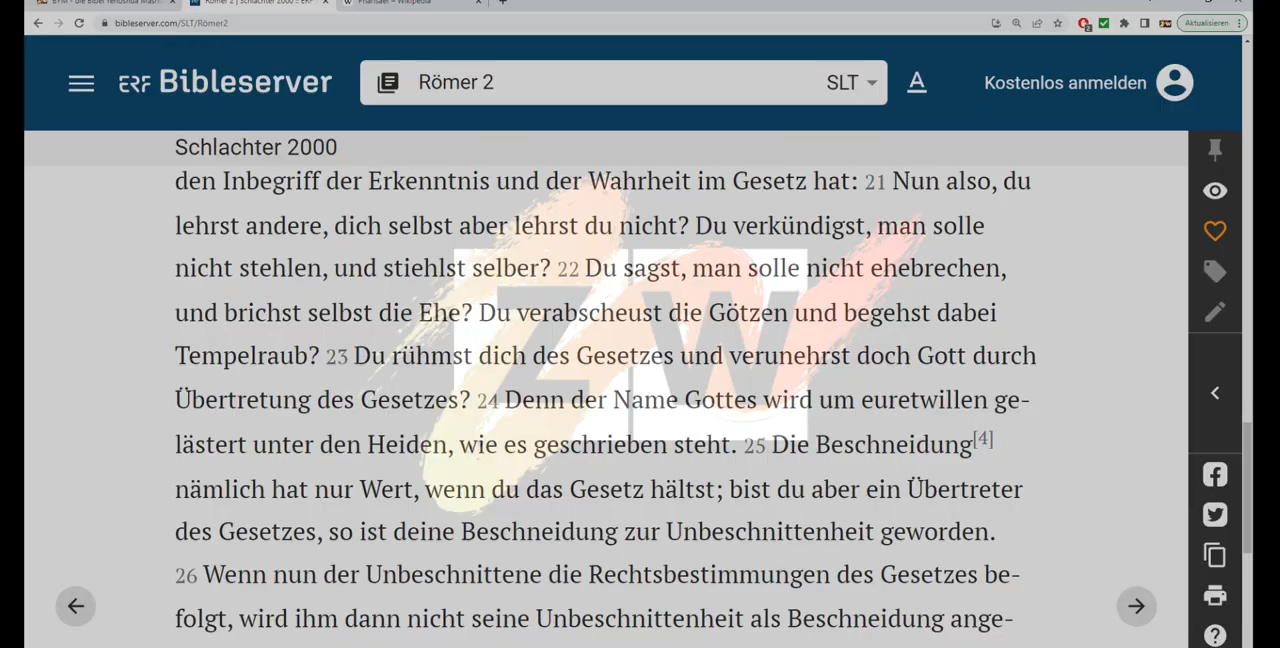 bibleserver.com/SLT/Römer2
Aktualisieren
ERF Bibleserver
Römer 2
SLT
A
Kostenlos anmelden
Schlachter 2000
den Inbegriff der Erkenntnis und der Wahrheit im Gesetz hat: 21 Nun also, du
lehrst andere, dich selbst aber lehrst du nicht? Du verkündigst, man solle
nicht stehlen, und stiehlst selber? 22 Du sagst, man solle nicht ehebrechen,
und brichst selbst die Ehe? Du verabscheust die Götzen und begehst dabei
Tempelraub? 23 Du rühmst dich des Gesetzes und verunehrst doch Gott durch
Übertretung des Gesetzes? 24 Denn der Name Gottes wird um euretwillen ge-
lästert unter den Heiden, wie es geschrieben steht. 25 Die Beschneidung[4]
nämlich hat nur Wert, wenn du das Gesetz hältst; bist du aber ein Übertreter
des Gesetzes, so ist deine Beschneidung zur Unbeschnittenheit geworden.
26 Wenn nun der Unbeschnittene die Rechtsbestimmungen des Gesetzes be-
folgt, wird ihm dann nicht seine Unbeschnittenheit als Beschneidung ange-
ZW